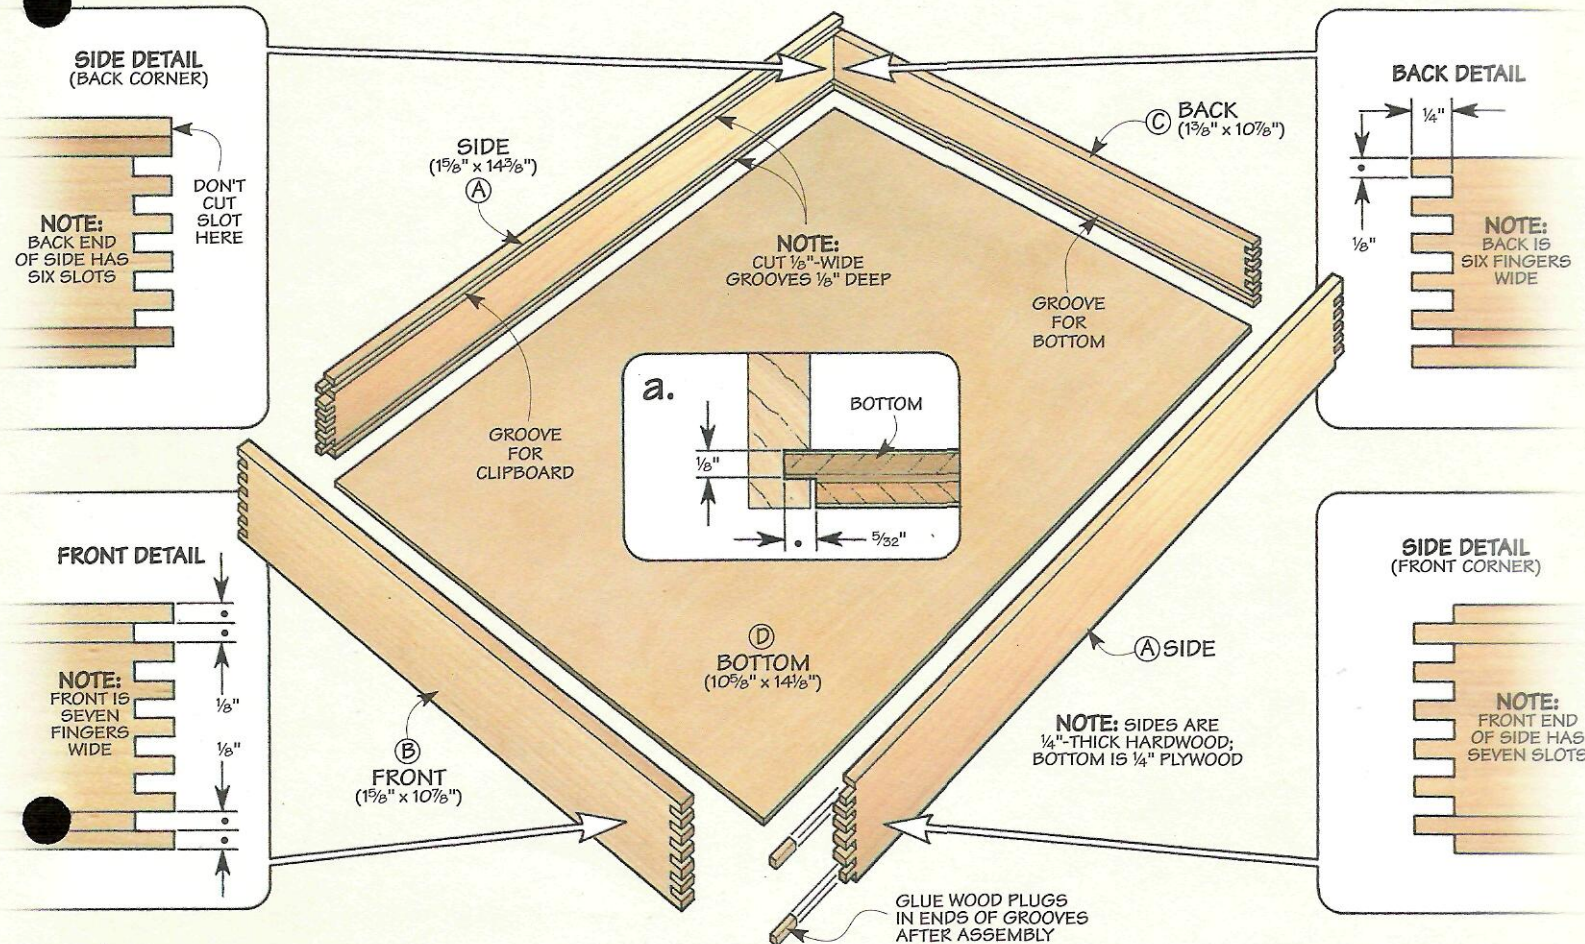 SIDE DETAIL
(BACK CORNER)
DON'T
CUT
SLOT
HERE
NOTE:
BACK END
OF SIDE HAS
SIX SLOTS
SIDE
(1⅝" x 14⅜")
A
NOTE:
CUT ⅛"-WIDE
GROOVES ⅛" DEEP
C BACK
(1⅜" x 10⅞")
GROOVE
FOR
BOTTOM
BACK DETAIL
¼"
⅛"
NOTE:
BACK IS
SIX FINGERS
WIDE
GROOVE
FOR
CLIPBOARD
a.
BOTTOM
⅛"
5/32"
FRONT DETAIL
NOTE:
FRONT IS
SEVEN
FINGERS
WIDE
⅛"
⅛"
B
FRONT
(1⅝" x 10⅞")
D
BOTTOM
(10⅝" x 14⅛")
A SIDE
NOTE: SIDES ARE
¼"-THICK HARDWOOD;
BOTTOM IS ¼" PLYWOOD
SIDE DETAIL
(FRONT CORNER)
NOTE:
FRONT END
OF SIDE HAS
SEVEN SLOTS
GLUE WOOD PLUGS
IN ENDS OF GROOVES
AFTER ASSEMBLY